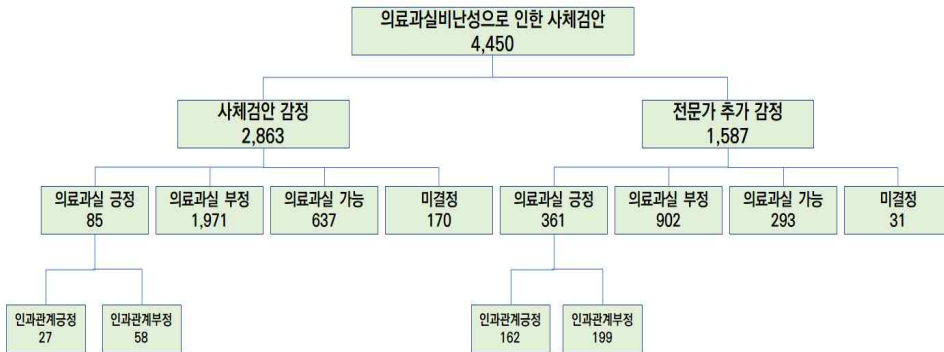 의료과실비난성으로 인한 사체검안
4,450
사체검안 감정
2,863
전문가 추가 감정
1,587
의료과실 긍정
85
의료과실 부정
1,971
의료과실 가능
637
미결정
170
의료과실 긍정
361
의료과실 부정
902
의료과실 가능
293
미결정
31
인과관계긍정
27
인과관계부정
58
인과관계긍정
162
인과관계부정
199